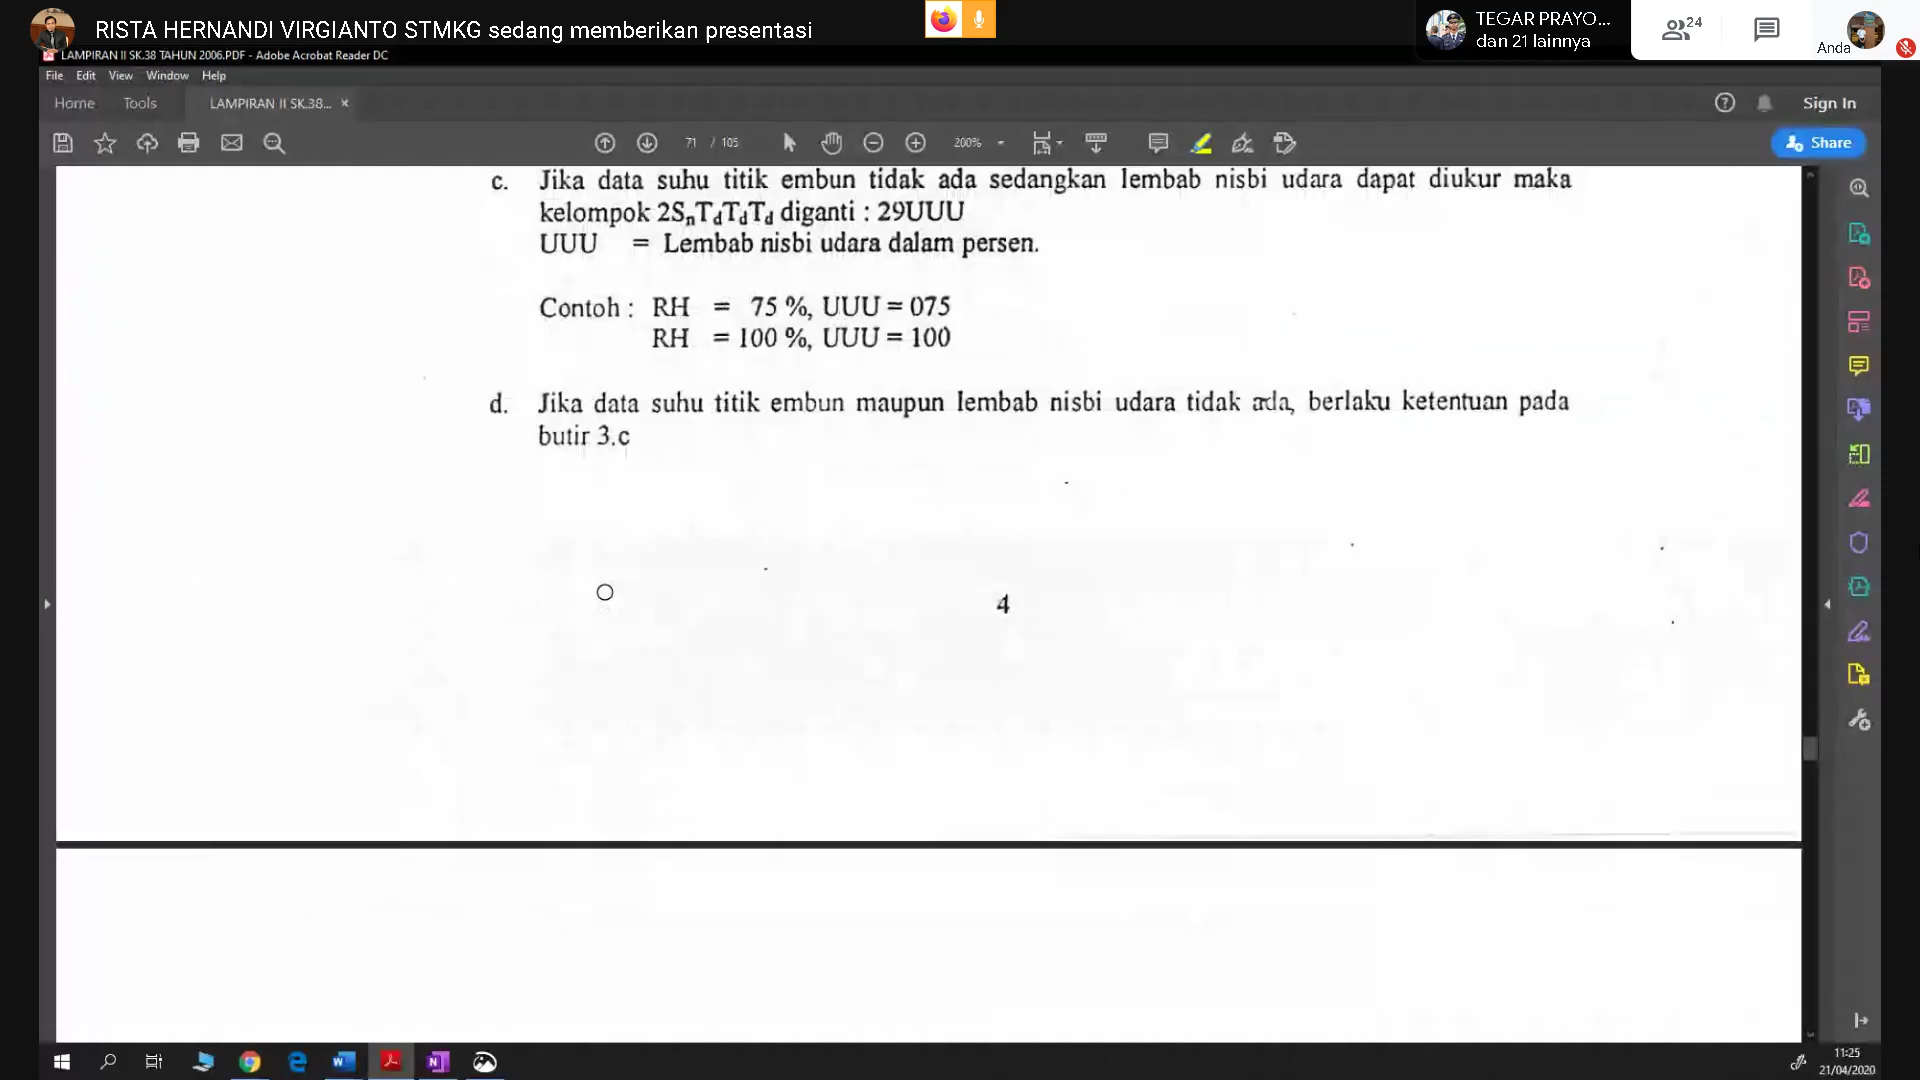 RISTA HERNANDI VIRGIANTO STMKG sedang memberikan presentasi
TEGAR PRAYO...
dan 21 lainnya
24
Anda
LAMPIRAN II SK.38 TAHUN 2006.PDF - Adobe Acrobat Reader DC
File Edit View Window Help
Home Tools LAMPIRAN II SK.38... ×
Sign In
71 / 105
200%
Share
c. Jika data suhu titik embun tidak ada sedangkan lembab nisbi udara dapat diukur maka
kelompok 2SₙT_dT_dT_d diganti : 29UUU
UUU = Lembab nisbi udara dalam persen.
Contoh : RH = 75 %, UUU = 075
RH = 100 %, UUU = 100
d. Jika data suhu titik embun maupun lembab nisbi udara tidak ada, berlaku ketentuan pada
butir 3.c
4
11:25
21/04/2020